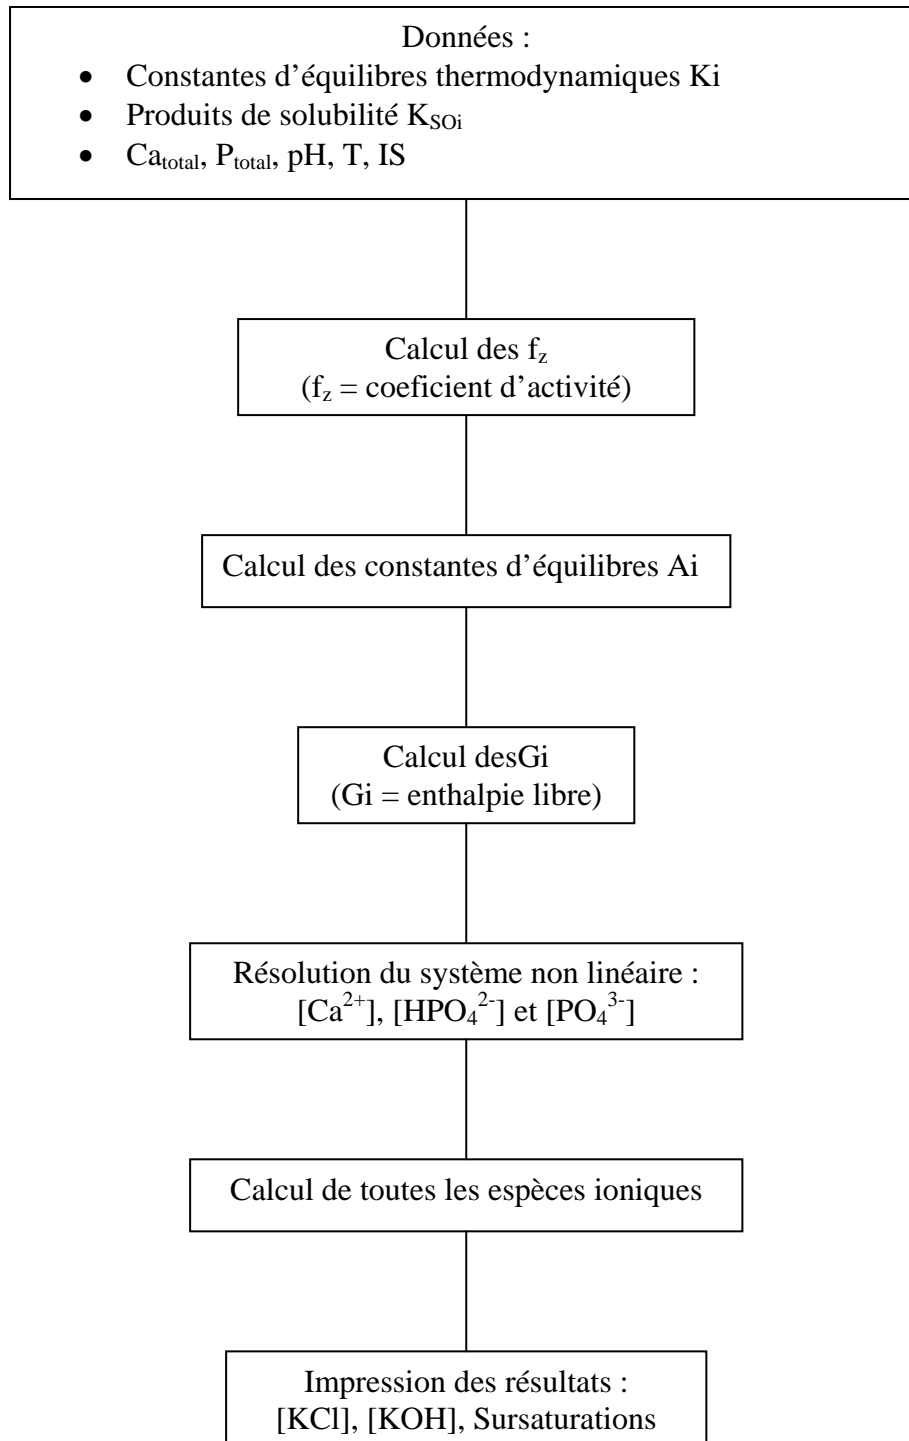 Données :
• Constantes d’équilibres thermodynamiques Ki
• Produits de solubilité K_SOi
• Ca_total, P_total, pH, T, IS
Calcul des f_z
(f_z = coeficient d’activité)
Calcul des constantes d’équilibres Ai
Calcul desGi
(Gi = enthalpie libre)
Résolution du système non linéaire :
[Ca²⁺], [HPO₄²⁻] et [PO₄³⁻]
Calcul de toutes les espèces ioniques
Impression des résultats :
[KCl], [KOH], Sursaturations